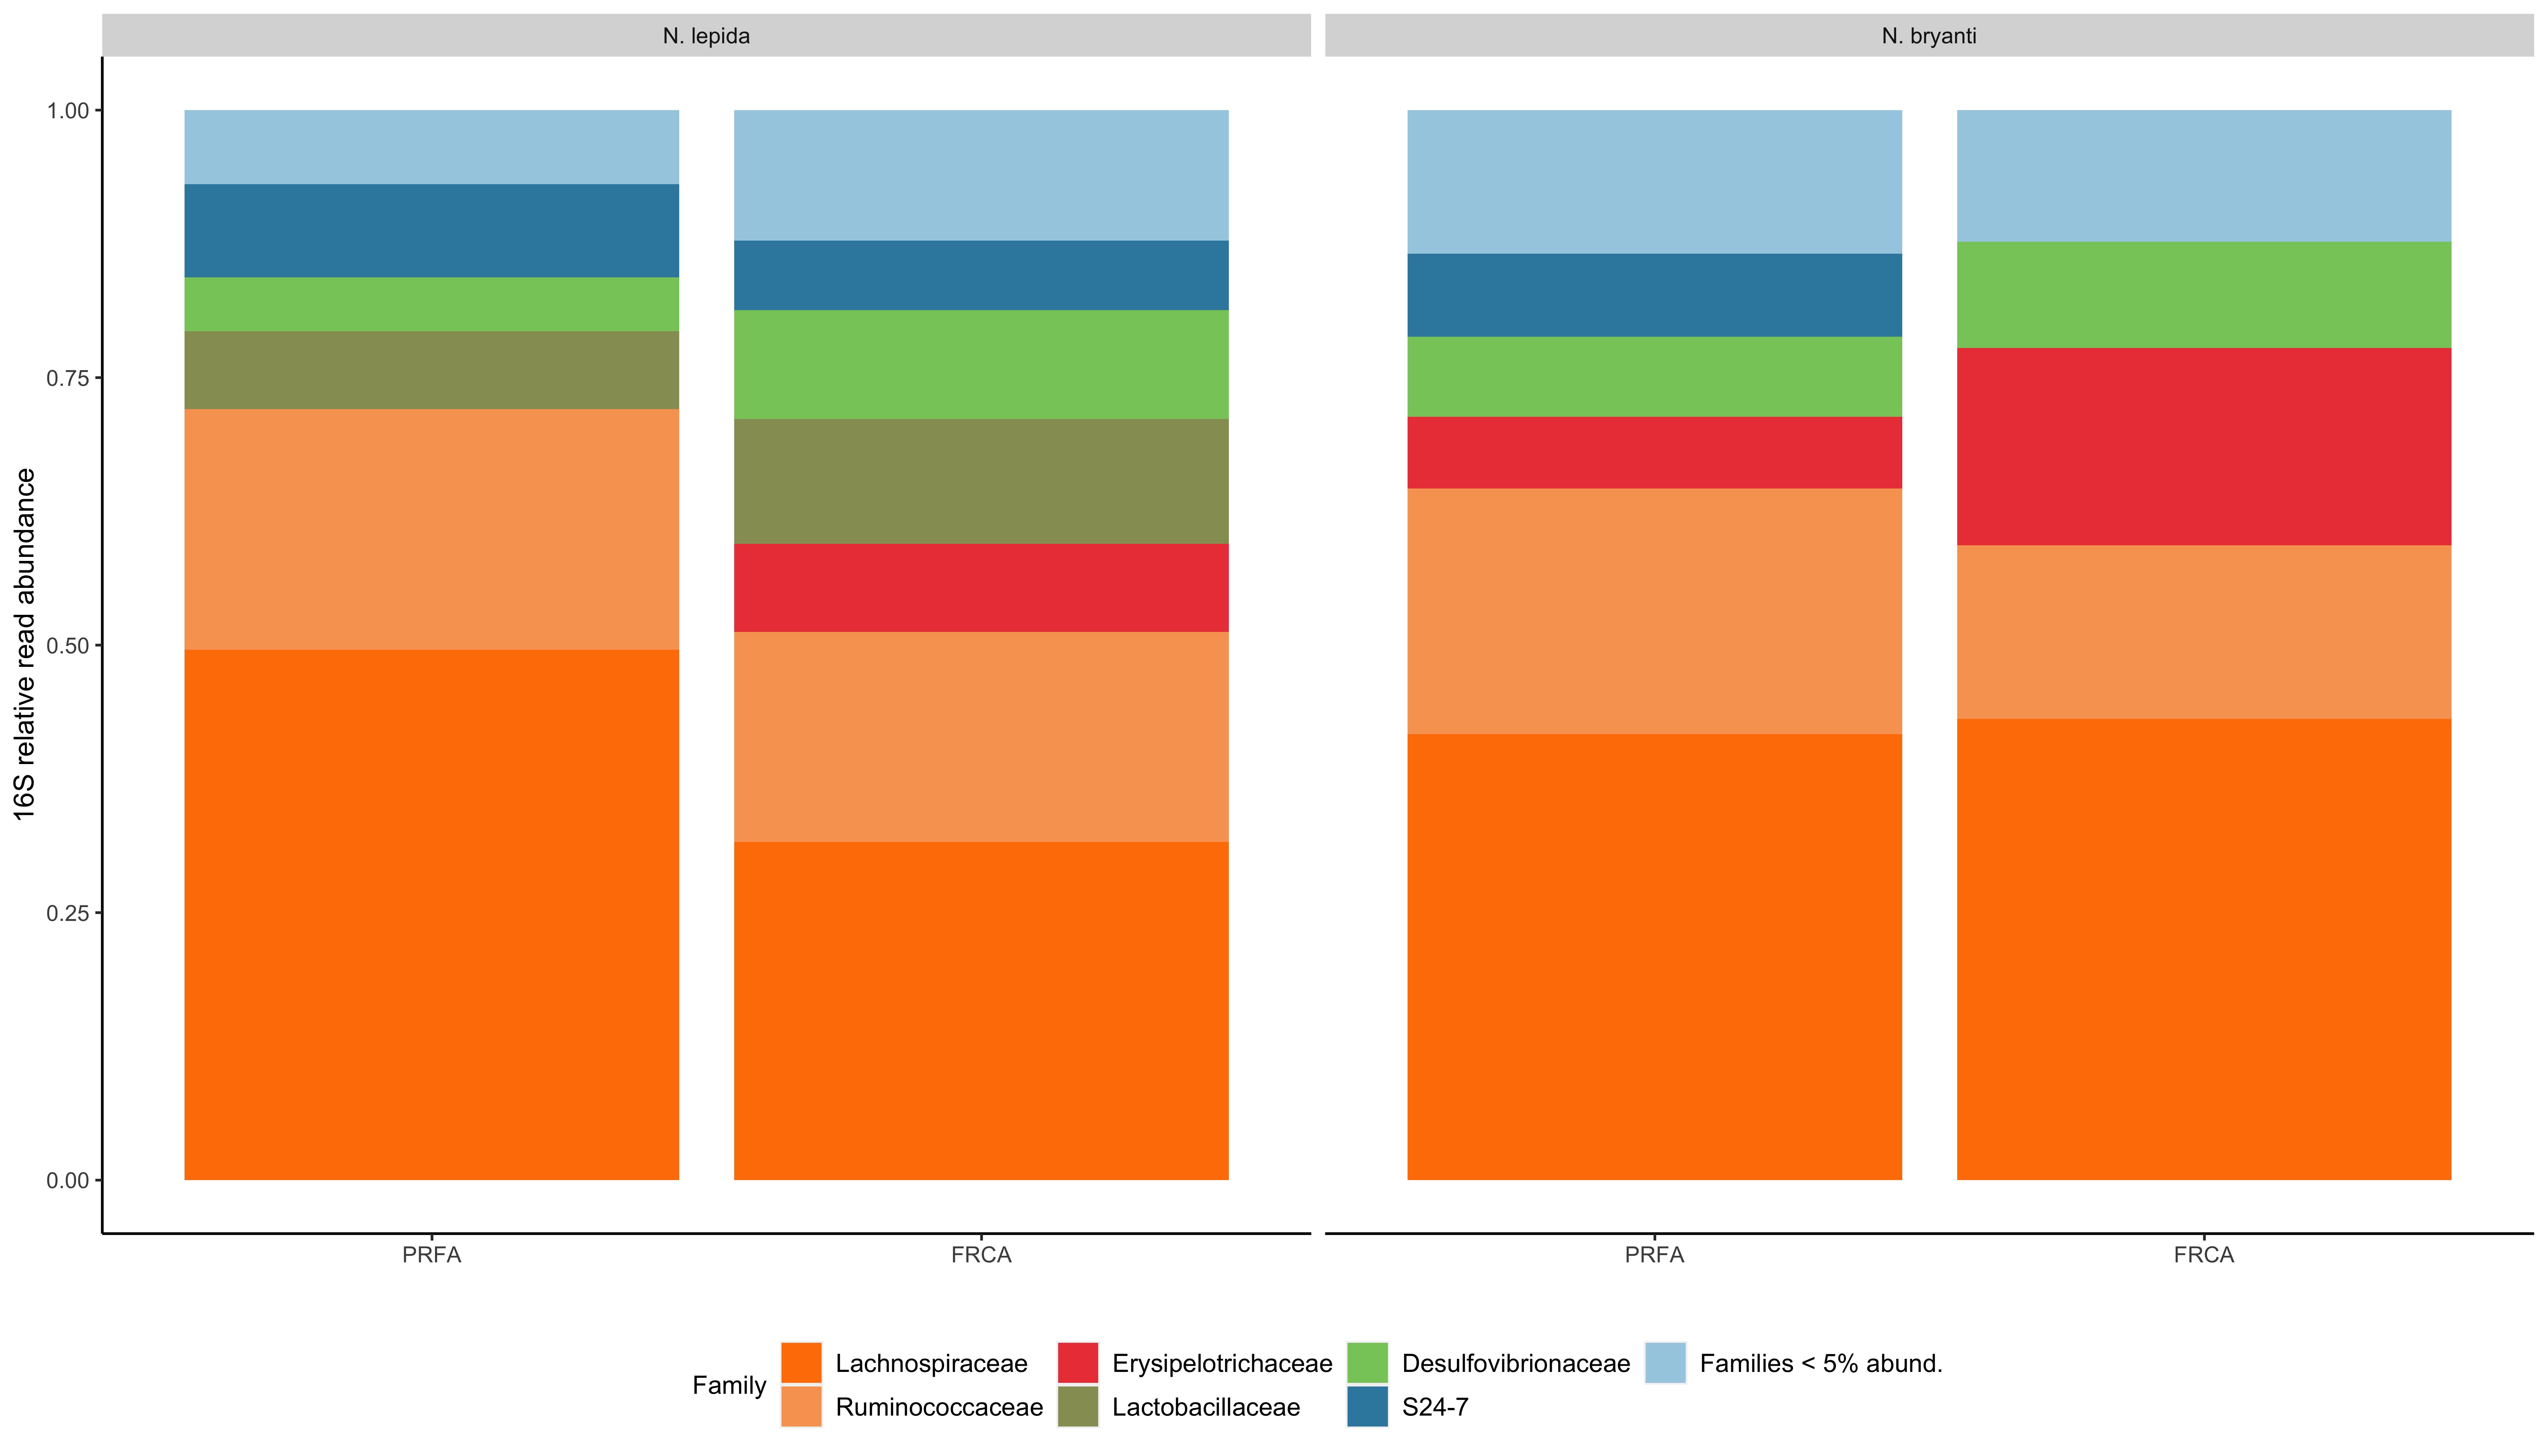 N. lepida
N. bryanti
16S relative read abundance
1.00
0.75
0.50
0.25
0.00
PRFA
FRCA
PRFA
FRCA
Family
Lachnospiraceae
Erysipelotrichaceae
Desulfovibrionaceae
Families < 5% abund.
Ruminococcaceae
Lactobacillaceae
S24-7